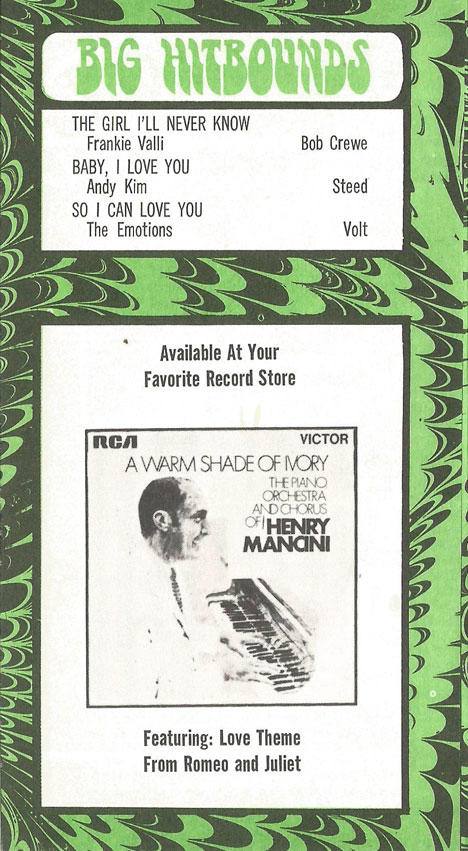 BIG HITBOUNDS
THE GIRL I'LL NEVER KNOW
Frankie Valli Bob Crewe
BABY, I LOVE YOU
Andy Kim Steed
SO I CAN LOVE YOU
The Emotions Volt
Available At Your
Favorite Record Store
RCA VICTOR
A WARM SHADE OF IVORY
THE PIANO
ORCHESTRA
AND CHORUS
OF HENRY
MANCINI
Featuring: Love Theme
From Romeo and Juliet